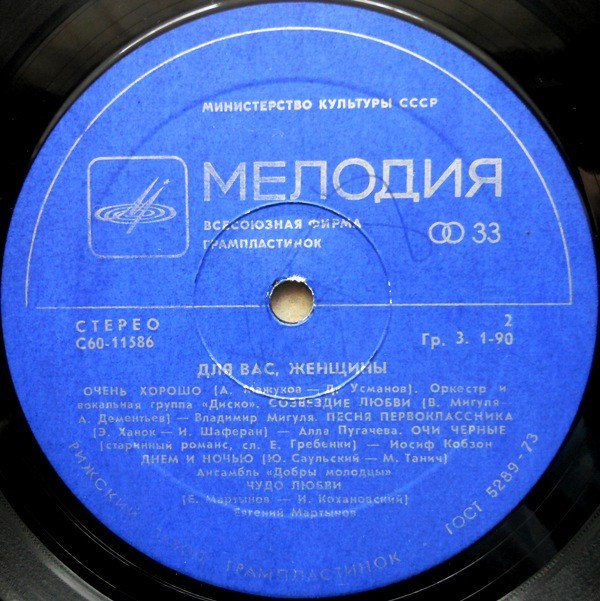 МИНИСТЕРСТВО КУЛЬТУРЫ СССР
МЕЛОДИЯ
ВСЕСОЮЗНАЯ ФИРМА
ГРАМПЛАСТИНОК
33
СТЕРЕО
С60-11586
2
Гр. 3. 1-90
ДЛЯ ВАС, ЖЕНЩИНЫ
ОЧЕНЬ ХОРОШО (А. Мажуков — Д. Усманов). Оркестр и
вокальная группа «Диско». СОЗВЕЗДИЕ ЛЮБВИ [В. Мигуля—
Л. Дементьев] — Владимир Мигуля. ПЕСНЯ ПЕРВОКЛАССНИКА
[Э. Ханок — И. Шаферан] — Алла Пугачева. ОЧИ ЧЕРНЫЕ
[старинный романс, сл. Е. Гребенки] — Иосиф Кобзон
ДНЕМ И НОЧЬЮ [Ю. Саульский — М. Танич]
Ансамбль «Добры молодцы»
ЧУДО ЛЮБВИ
[Е. Мартынов — И. Кохановский]
Евгений Мартынов
РИЖСКИЙ ЗАВОД ГРАМПЛАСТИНОК
ГОСТ 5289-73